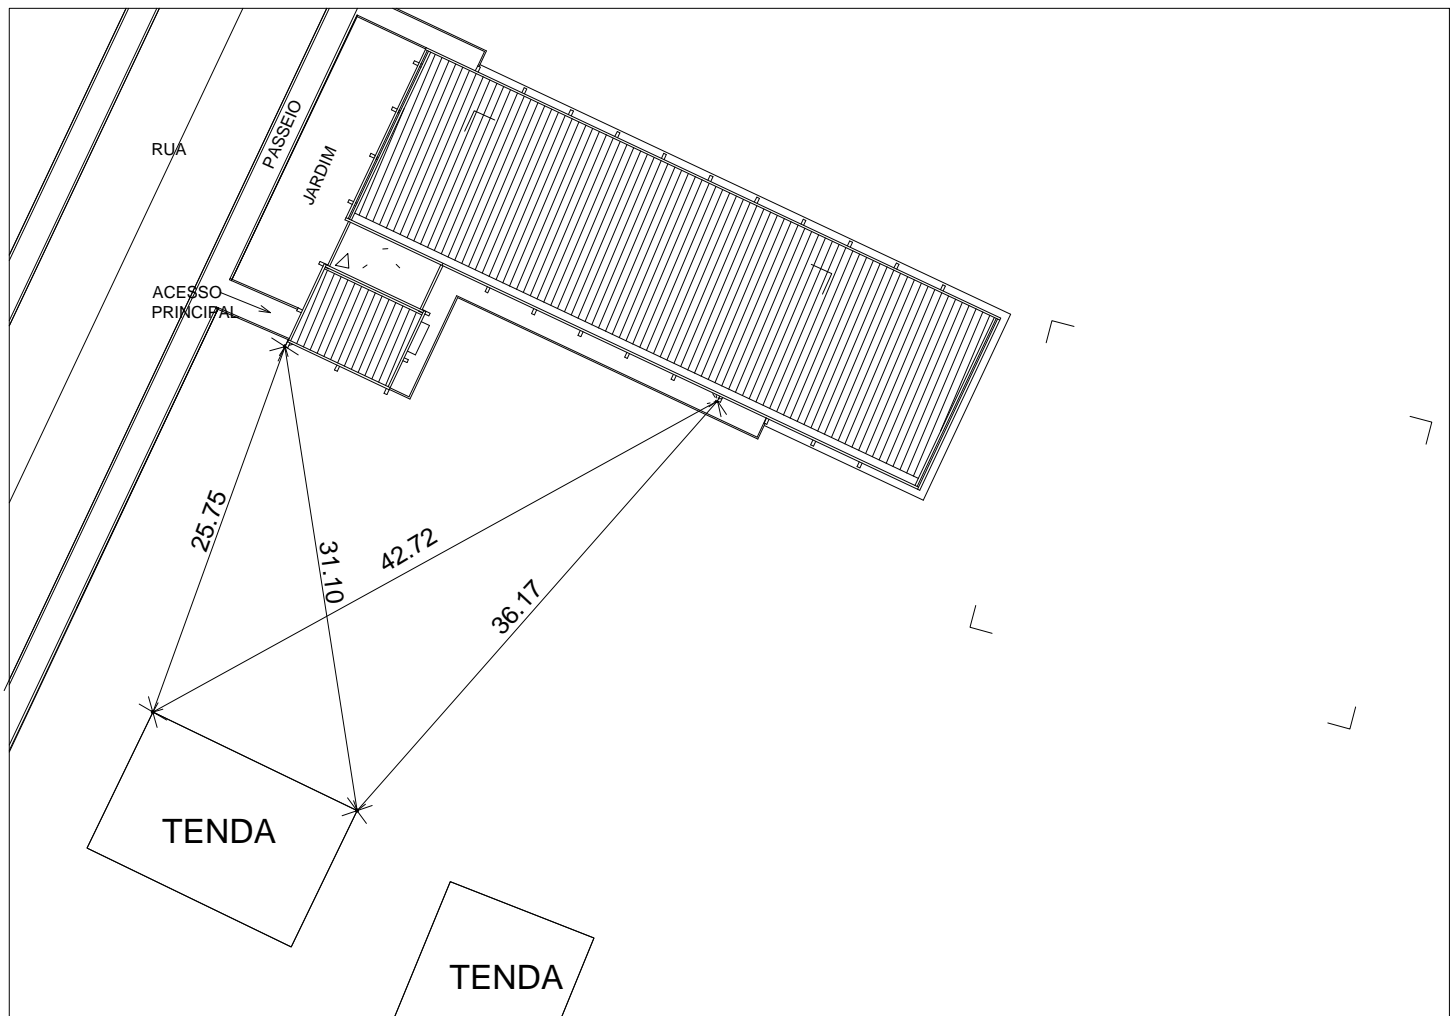 RUA
PASSEIO
JARDIM
ACESSO
PRINCIPAL
25.75
31.10
42.72
36.17
TENDA
TENDA